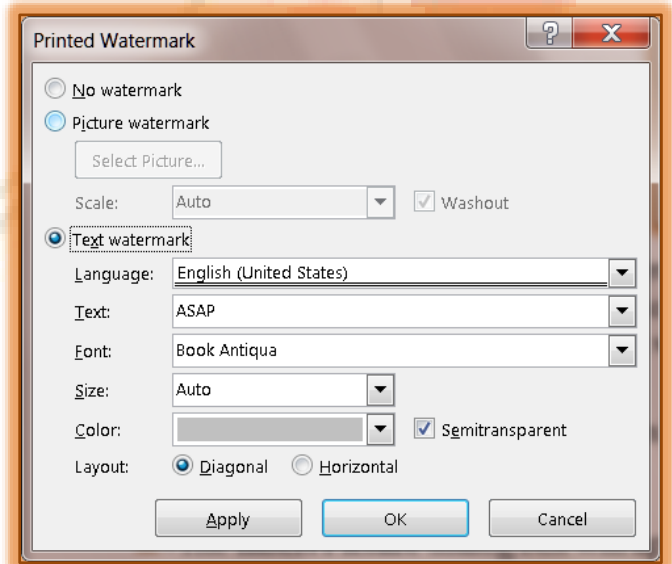 Printed Watermark
?
X
No watermark
Picture watermark
Select Picture...
Scale: Auto Washout
Text watermark
Language: English (United States)
Text: ASAP
Font: Book Antiqua
Size: Auto
Color: Semitransparent
Layout: Diagonal Horizontal
Apply OK Cancel